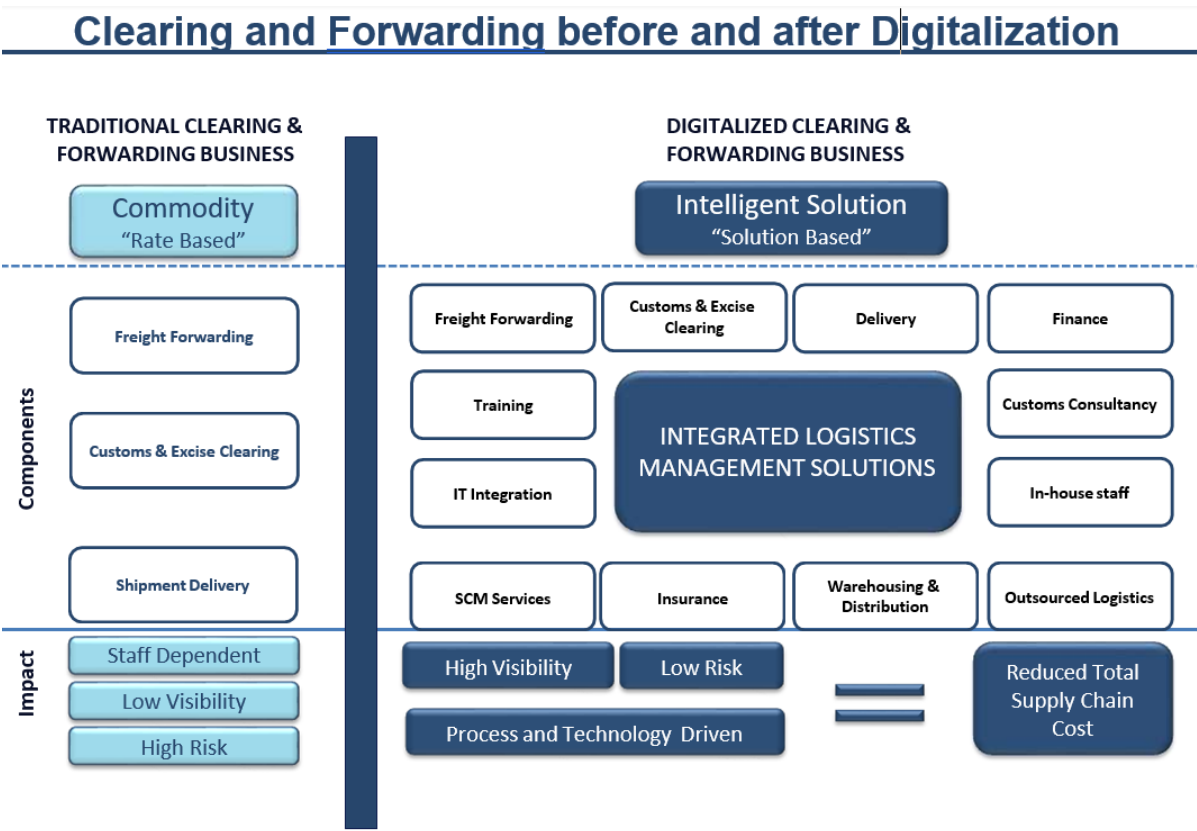 Clearing and Forwarding before and after Digitalization
TRADITIONAL CLEARING &
FORWARDING BUSINESS
Commodity
“Rate Based”
DIGITALIZED CLEARING &
FORWARDING BUSINESS
Intelligent Solution
“Solution Based”
Components
Freight Forwarding
Customs & Excise Clearing
Shipment Delivery
Freight Forwarding
Customs & Excise
Clearing
Delivery
Finance
Training
INTEGRATED LOGISTICS
MANAGEMENT SOLUTIONS
Customs Consultancy
IT Integration
In-house staff
SCM Services
Insurance
Warehousing &
Distribution
Outsourced Logistics
Impact
Staff Dependent
Low Visibility
High Risk
High Visibility
Low Risk
Process and Technology Driven
Reduced Total
Supply Chain
Cost